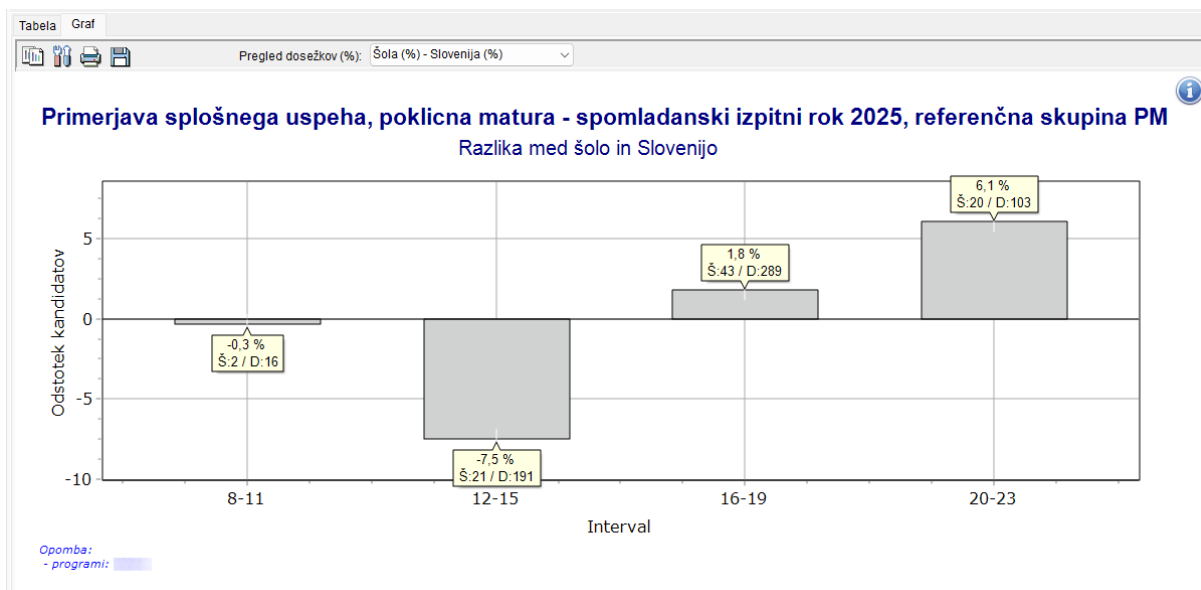 Tabela Graf
Pregled dosežkov (%): Šola (%) - Slovenija (%)
Primerjava splošnega uspeha, poklicna matura - spomladanski izpitni rok 2025, referenčna skupina PM
Razlika med šolo in Slovenijo
6,1 %
Š:20 / D:103
1,8 %
Š:43 / D:289
-0,3 %
Š:2 / D:16
-7,5 %
Š:21 / D:191
Odstotek kandidatov
5
0
-5
-10
8-11 12-15 16-19 20-23
Interval
Opomba:
- programi: